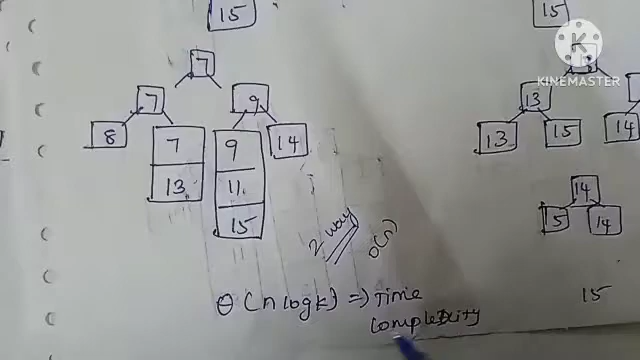 15
15
7
K
KINEMASTER
7 9 13
8 7 9 14 13 15 14
13 11
15 14
15 14
2 way
O(n)
θ (n log k) => Time
complexity
15